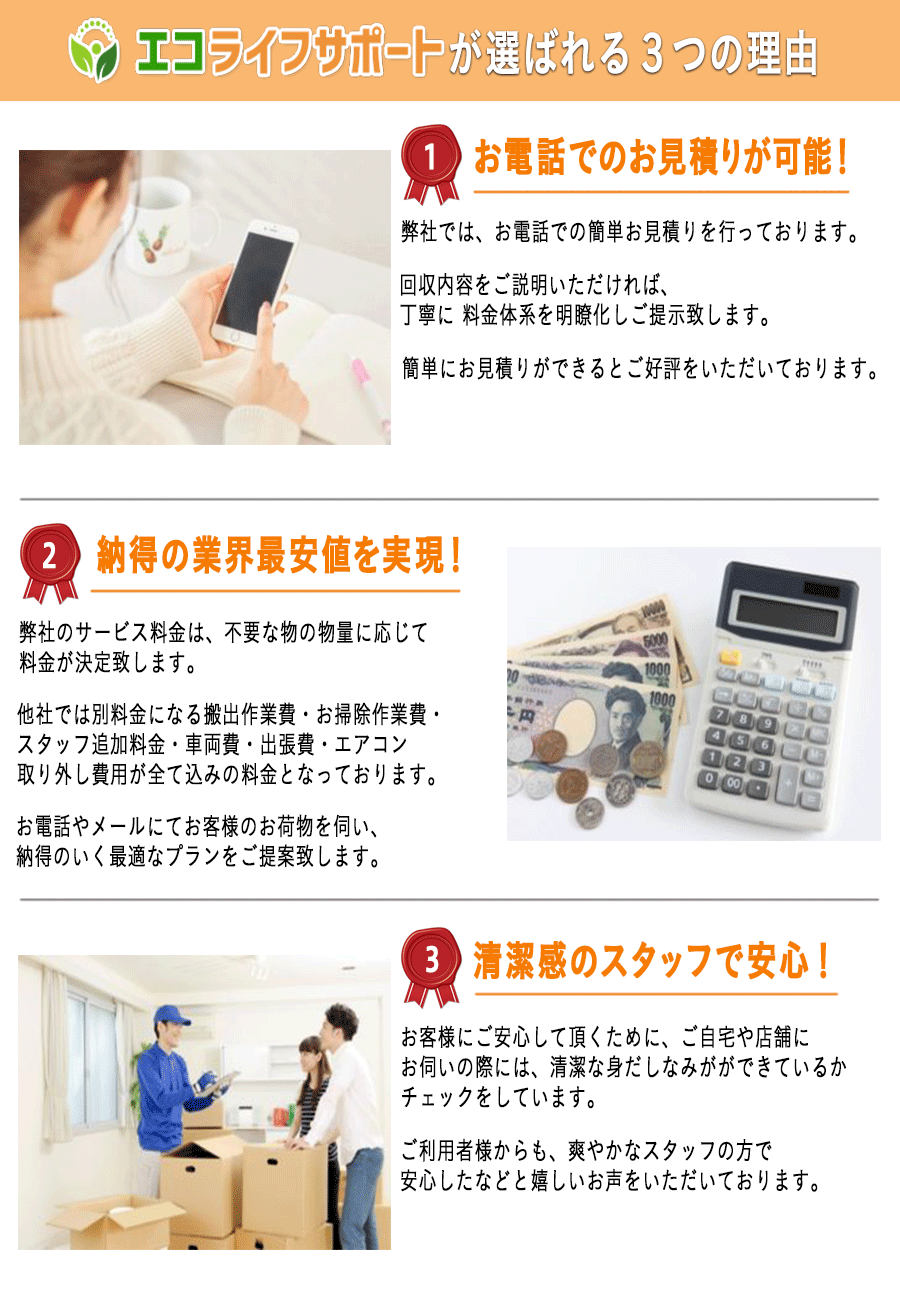 エコライフサポートが選ばれる3つの理由
1 お電話でのお見積りが可能！
弊社では、お電話での簡単お見積りを行っております。
回収内容をご説明いただければ、
丁寧に 料金体系を明瞭化しご提示致します。
簡単にお見積りができるとご好評をいただいております。
2 納得の業界最安値を実現！
弊社のサービス料金は、不要な物の物量に応じて
料金が決定致します。
他社では別料金になる搬出作業費・お掃除作業費・
スタッフ追加料金・車両費・出張費・エアコン
取り外し費用が全て込みの料金となっております。
お電話やメールにてお客様のお荷物を伺い、
納得のいく最適なプランをご提案致します。
10000
5000
1000
1000
7 8 9
4 5 6
1 2 3
0 00
3 清潔感のスタッフで安心！
お客様にご安心して頂くために、ご自宅や店舗に
お伺いの際には、清潔な身だしなみががができているか
チェックをしています。
ご利用者様からも、爽やかなスタッフの方で
安心したなどと嬉しいお声をいただいております。